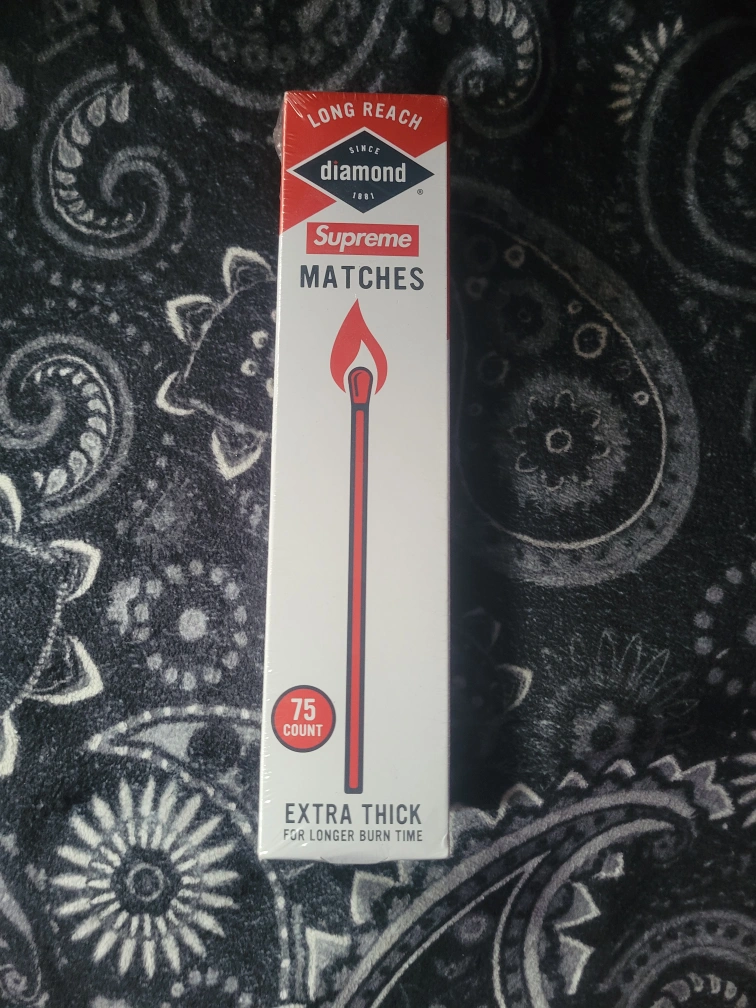 LONG REACH
SINCE
diamond
1881
®
Supreme
MATCHES
75
COUNT
EXTRA THICK
FOR LONGER BURN TIME